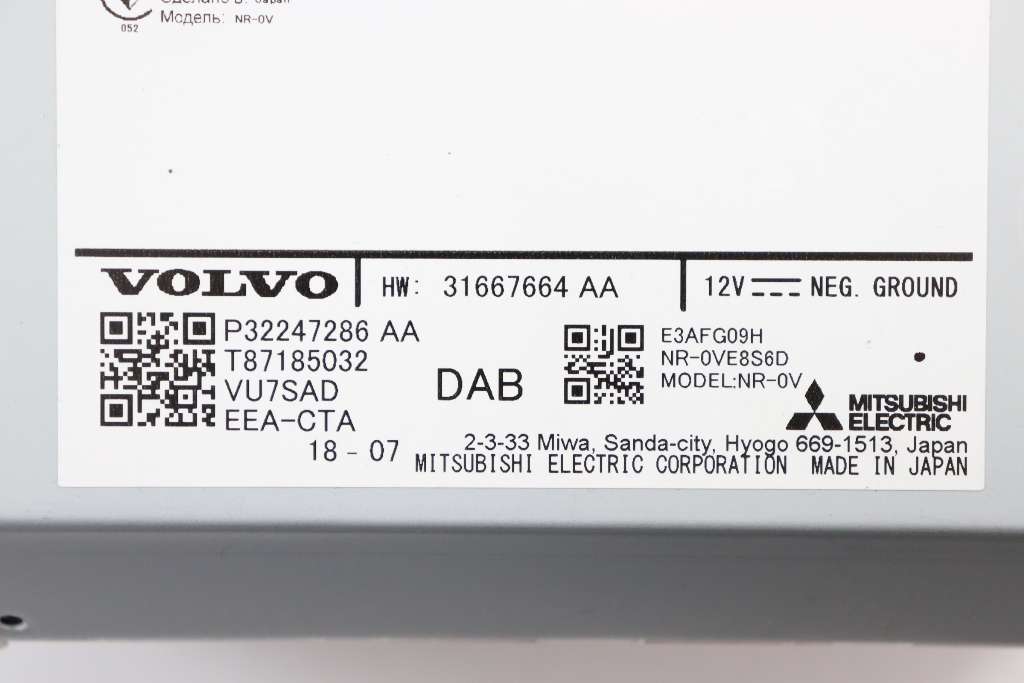 Сделано в: Japan
Модель: NR-0V
052
VOLVO
HW: 31667664 AA
12V NEG. GROUND
P32247286 AA
T87185032
VU7SAD
EEA-CTA
18 - 07
DAB
E3AFG09H
NR-0VE8S6D
MODEL:NR-0V
MITSUBISHI
ELECTRIC
2-3-33 Miwa, Sanda-city, Hyogo 669-1513, Japan
MITSUBISHI ELECTRIC CORPORATION MADE IN JAPAN